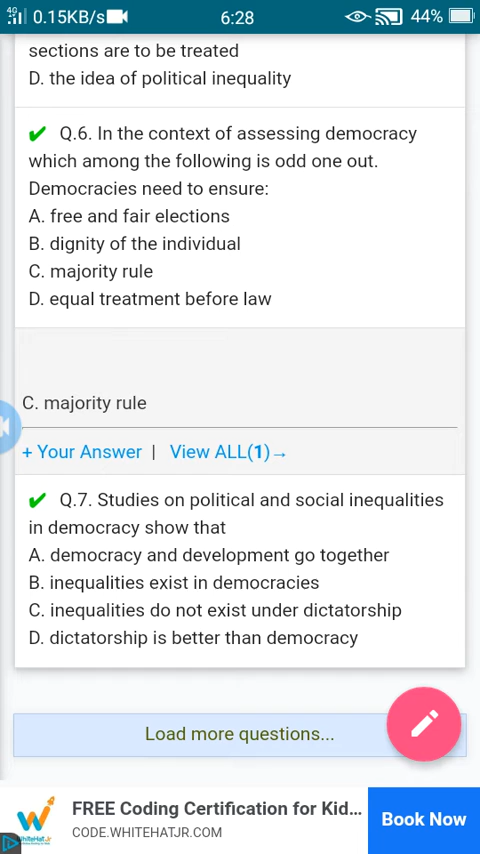 4G 0.15KB/s 6:28 44%
sections are to be treated
D. the idea of political inequality
✔ Q.6. In the context of assessing democracy
which among the following is odd one out.
Democracies need to ensure:
A. free and fair elections
B. dignity of the individual
C. majority rule
D. equal treatment before law
C. majority rule
+ Your Answer | View ALL(1)→
✔ Q.7. Studies on political and social inequalities
in democracy show that
A. democracy and development go together
B. inequalities exist in democracies
C. inequalities do not exist under dictatorship
D. dictatorship is better than democracy
Load more questions...
FREE Coding Certification for Kid...
CODE.WHITEHATJR.COM
Book Now
WhiteHat Jr